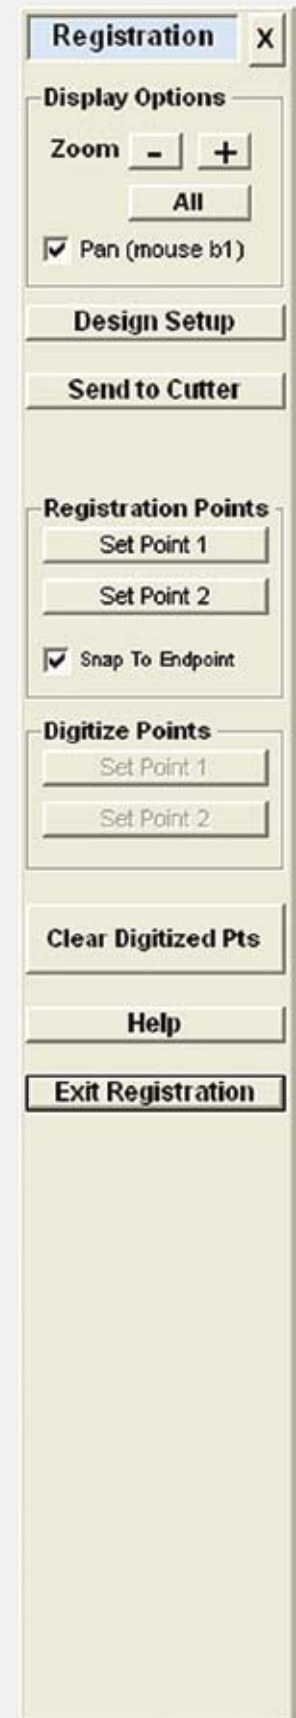 Registration X
Display Options
Zoom - +
All
Pan (mouse b1)
Design Setup
Send to Cutter
Registration Points
Set Point 1
Set Point 2
Snap To Endpoint
Digitize Points
Set Point 1
Set Point 2
Clear Digitized Pts
Help
Exit Registration